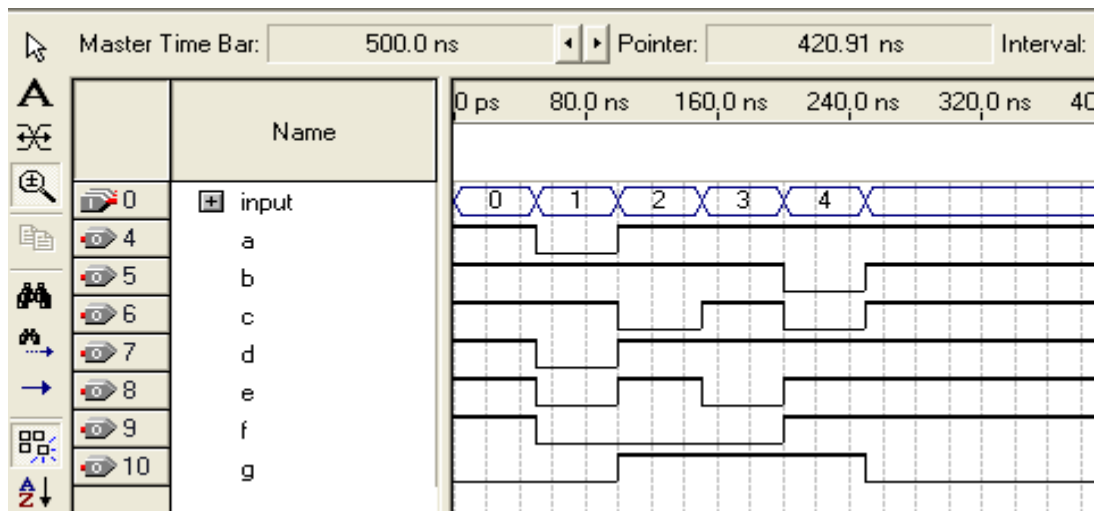 Master Time Bar: 500.0 ns Pointer: 420.91 ns Interval:
A
Name
0 ps 80.0 ns 160.0 ns 240.0 ns 320.0 ns 40
0 input 0 1 2 3 4
4 a
5 b
6 c
7 d
8 e
9 f
10 g
A
Z